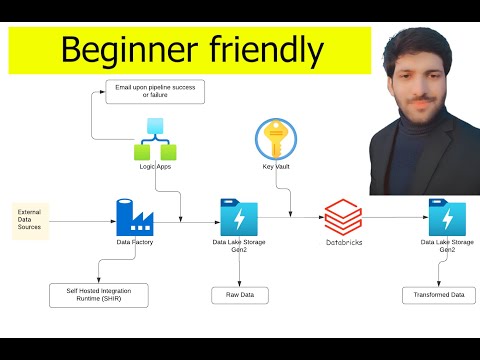 Beginner friendly
Email upon pipeline success
or failure
Logic Apps
Key Vault
External
Data
Sources
Data Factory
Data Lake Storage
Gen2
Databricks
Data Lake Storage
Gen2
Self Hosted Integration
Runtime (SHIR)
Raw Data
Transformed Data